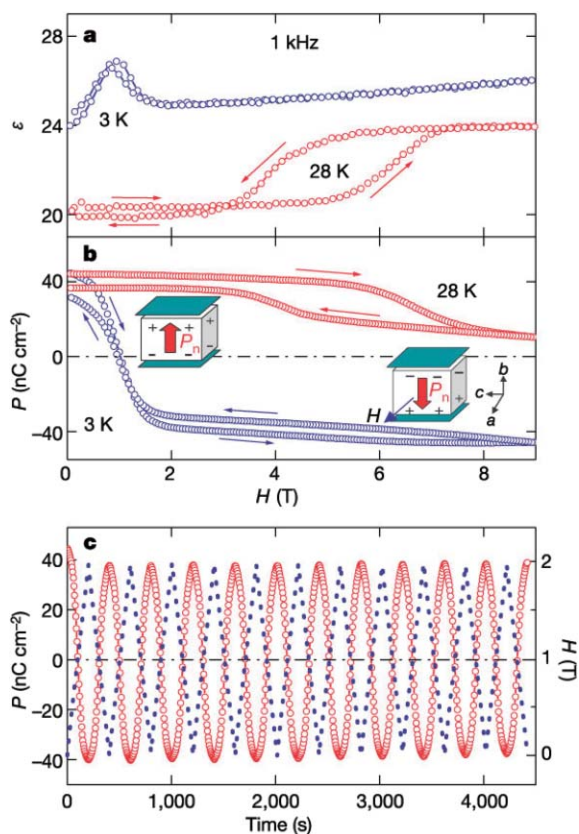 a
1 kHz
28
3 K
ε
24
28 K
20
b
40
28 K
+ + +
P (nC cm⁻²)
Pn
0
− − −
− − −
b
Pn
c
H
+ + +
a
3 K
−40
0 2 4 6 8
H (T)
c
40
2
20
P (nC cm⁻²)
0
1
H (T)
−20
−40
0
0 1,000 2,000 3,000 4,000
Time (s)